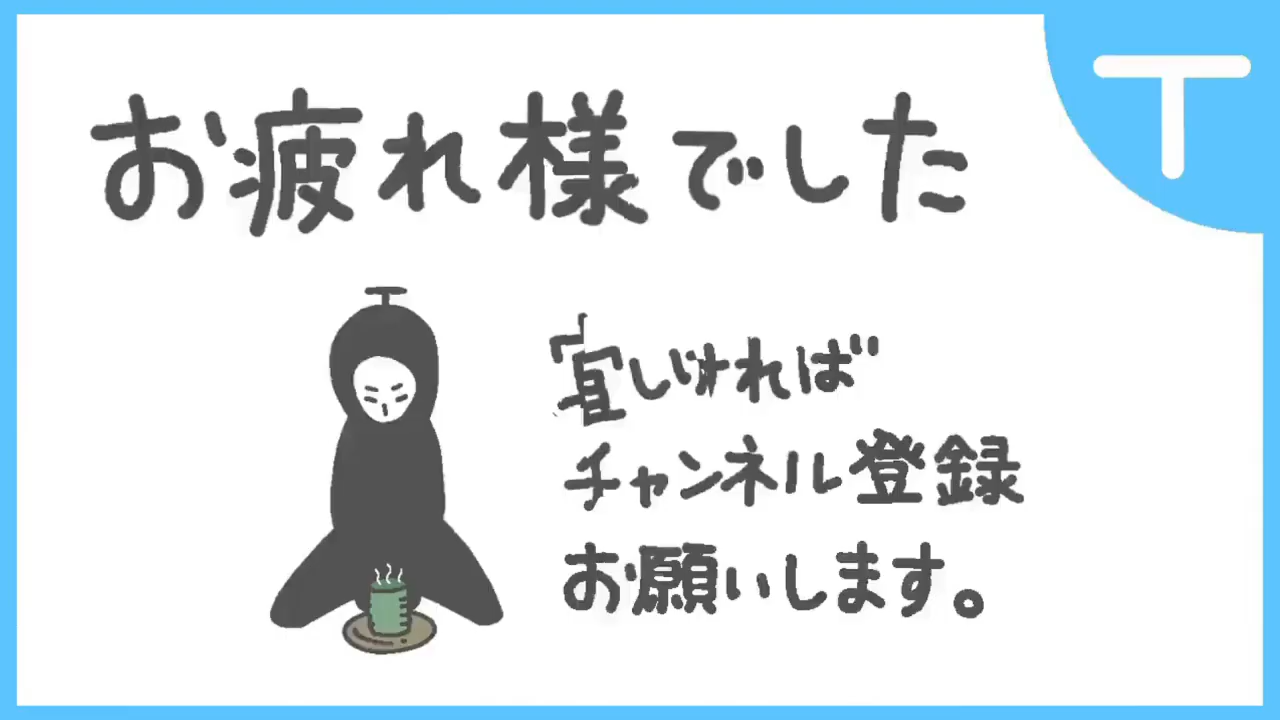 お疲れ様でした
T
宜しければ
チャンネル登録
お願いします。